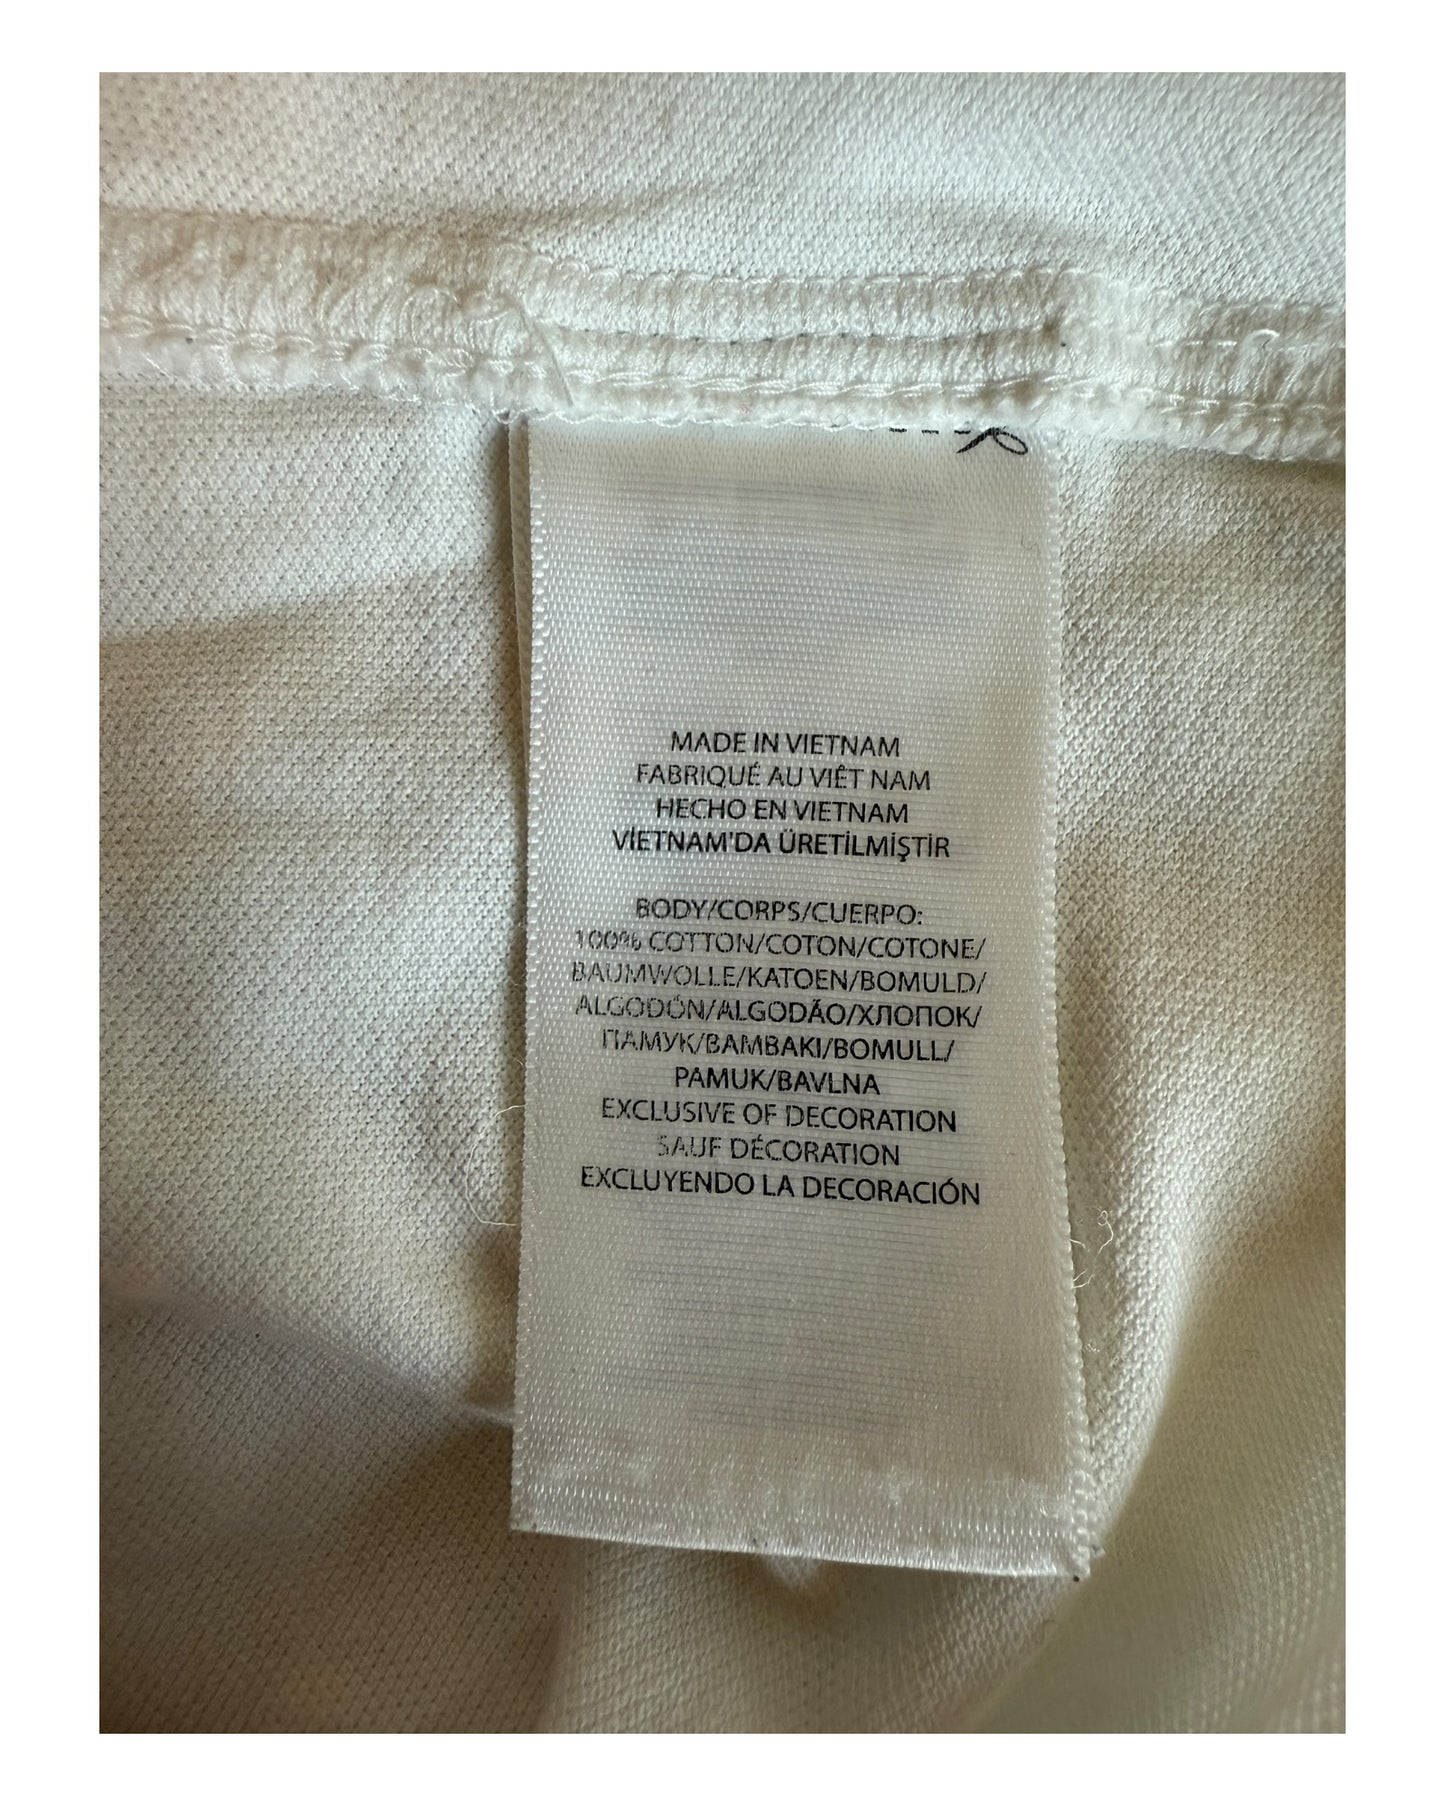 MADE IN VIETNAM
FABRIQUÉ AU VIÊT NAM
HECHO EN VIETNAM
VİETNAM'DA ÜRETİLMİŞTİR
BODY/CORPS/CUERPO:
100% COTTON/COTON/COTONE/
BAUMWOLLE/KATOEN/BOMULD/
ALGODÓN/ALGODÃO/ХЛОПОК/
ПАМУК/BAMBAKI/BOMULL/
PAMUK/BAVLNA
EXCLUSIVE OF DECORATION
SAUF DÉCORATION
EXCLUYENDO LA DECORACIÓN